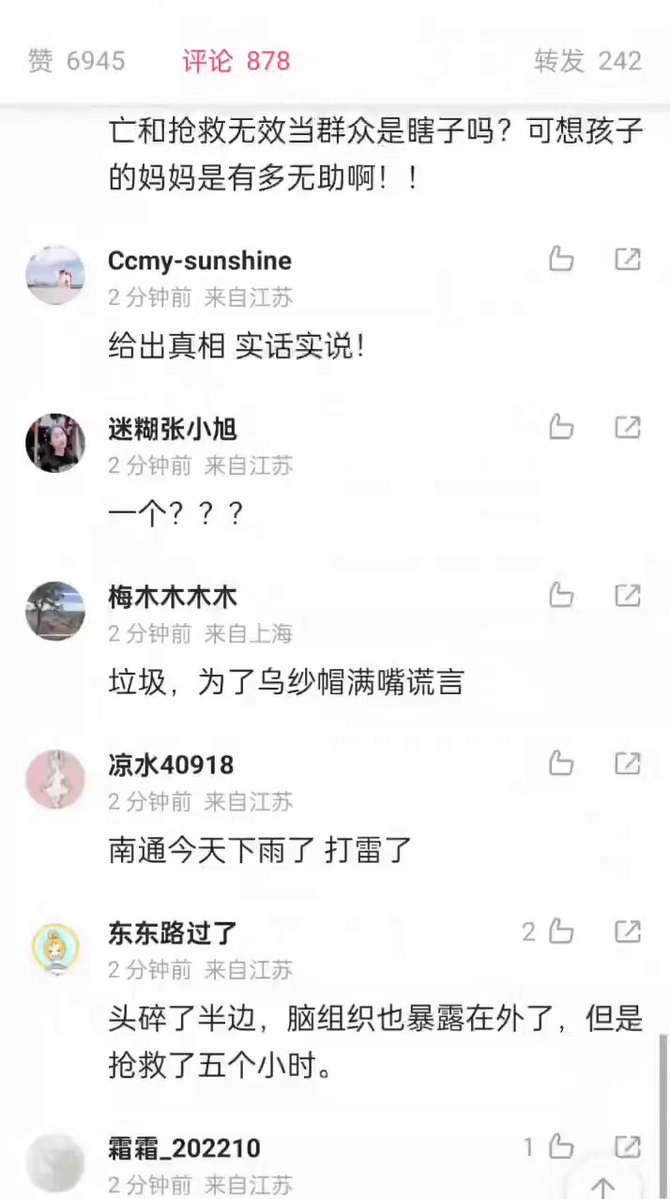 赞 6945
评论 878
转发 242
亡和抢救无效当群众是瞎子吗？可想孩子
的妈妈是有多无助啊！！
Ccmy-sunshine
2分钟前 来自江苏
给出真相 实话实说！
迷糊张小旭
2分钟前 来自江苏
一个？？？
梅木木木木
2分钟前 来自上海
垃圾，为了乌纱帽满嘴谎言
凉水40918
2分钟前 来自江苏
南通今天下雨了 打雷了
东东路过了
2
2分钟前 来自江苏
头碎了半边，脑组织也暴露在外了，但是
抢救了五个小时。
霜霜_202210
1
2分钟前 来自江苏